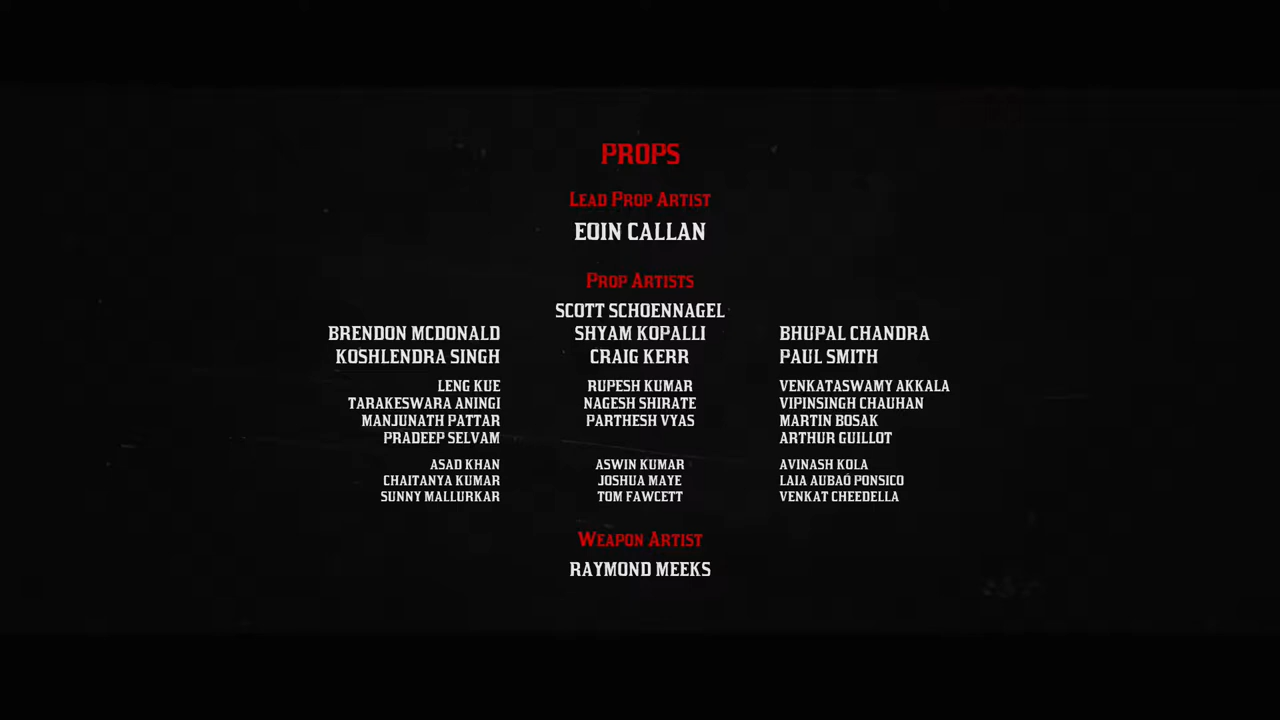 PROPS
LEAD PROP ARTIST
EOIN CALLAN
PROP ARTISTS
SCOTT SCHOENNAGEL
BRENDON MCDONALD SHYAM KOPALLI BHUPAL CHANDRA
KOSHLENDRA SINGH CRAIG KERR PAUL SMITH
LENG KUE RUPESH KUMAR VENKATASWAMY AKKALA
TARAKESWARA ANINGI NAGESH SHIRATE VIPINSINGH CHAUHAN
MANJUNATH PATTAR PARTHESH VYAS MARTIN BOSAK
PRADEEP SELVAM ARTHUR GUILLOT
ASAD KHAN ASWIN KUMAR AVINASH KOLA
CHAITANYA KUMAR JOSHUA MAYE LAIA AUBAÓ PONSICO
SUNNY MALLURKAR TOM FAWCETT VENKAT CHEEDELLA
WEAPON ARTIST
RAYMOND MEEKS